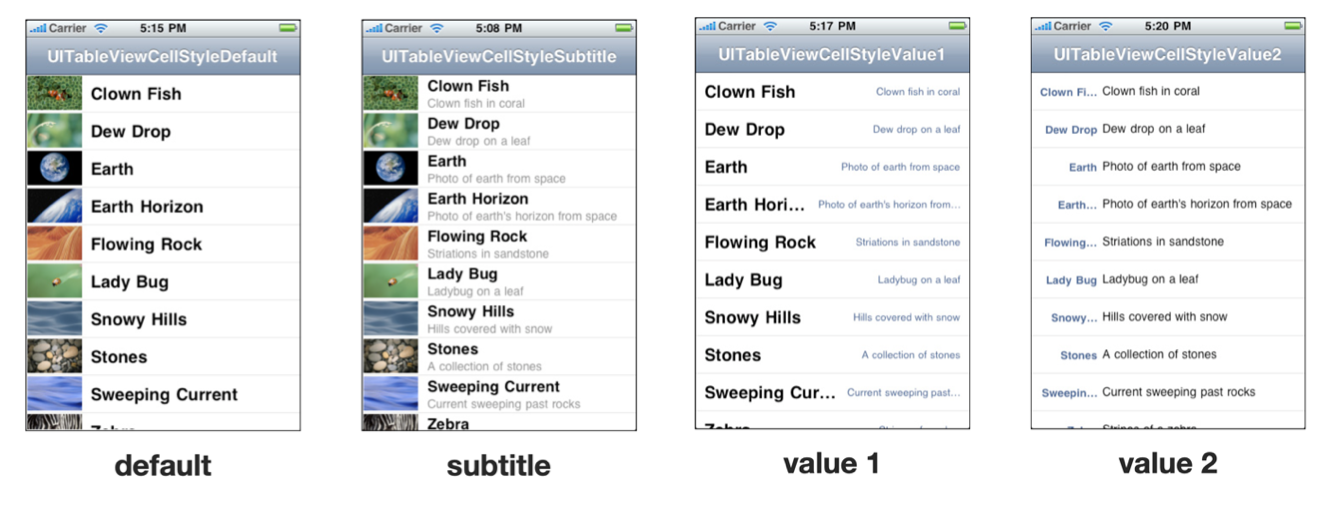 Carrier 5:15 PM
UITableViewCellStyleDefault
Clown Fish
Dew Drop
Earth
Earth Horizon
Flowing Rock
Lady Bug
Snowy Hills
Stones
Sweeping Current
Zebra
default
Carrier 5:08 PM
UITableViewCellStyleSubtitle
Clown Fish
Clown fish in coral
Dew Drop
Dew drop on a leaf
Earth
Photo of earth from space
Earth Horizon
Photo of earth's horizon from space
Flowing Rock
Striations in sandstone
Lady Bug
Ladybug on a leaf
Snowy Hills
Hills covered with snow
Stones
A collection of stones
Sweeping Current
Current sweeping past rocks
Zebra
subtitle
Carrier 5:17 PM
UITableViewCellStyleValue1
Clown Fish Clown fish in coral
Dew Drop Dew drop on a leaf
Earth Photo of earth from space
Earth Hori... Photo of earth's horizon from...
Flowing Rock Striations in sandstone
Lady Bug Ladybug on a leaf
Snowy Hills Hills covered with snow
Stones A collection of stones
Sweeping Cur... Current sweeping past...
Zebra
value 1
Carrier 5:20 PM
UITableViewCellStyleValue2
Clown Fi... Clown fish in coral
Dew Drop Dew drop on a leaf
Earth Photo of earth from space
Earth... Photo of earth's horizon from space
Flowing... Striations in sandstone
Lady Bug Ladybug on a leaf
Snowy... Hills covered with snow
Stones A collection of stones
Sweepin... Current sweeping past rocks
Zebra Stripes of a zebra
value 2